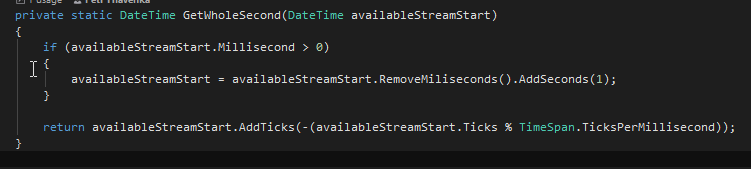 private static DateTime GetWholeSecond(DateTime availableStreamStart)
{
if (availableStreamStart.Millisecond > 0)
{
availableStreamStart = availableStreamStart.RemoveMiliseconds().AddSeconds(1);
}
return availableStreamStart.AddTicks(-(availableStreamStart.Ticks % TimeSpan.TicksPerMillisecond));
}